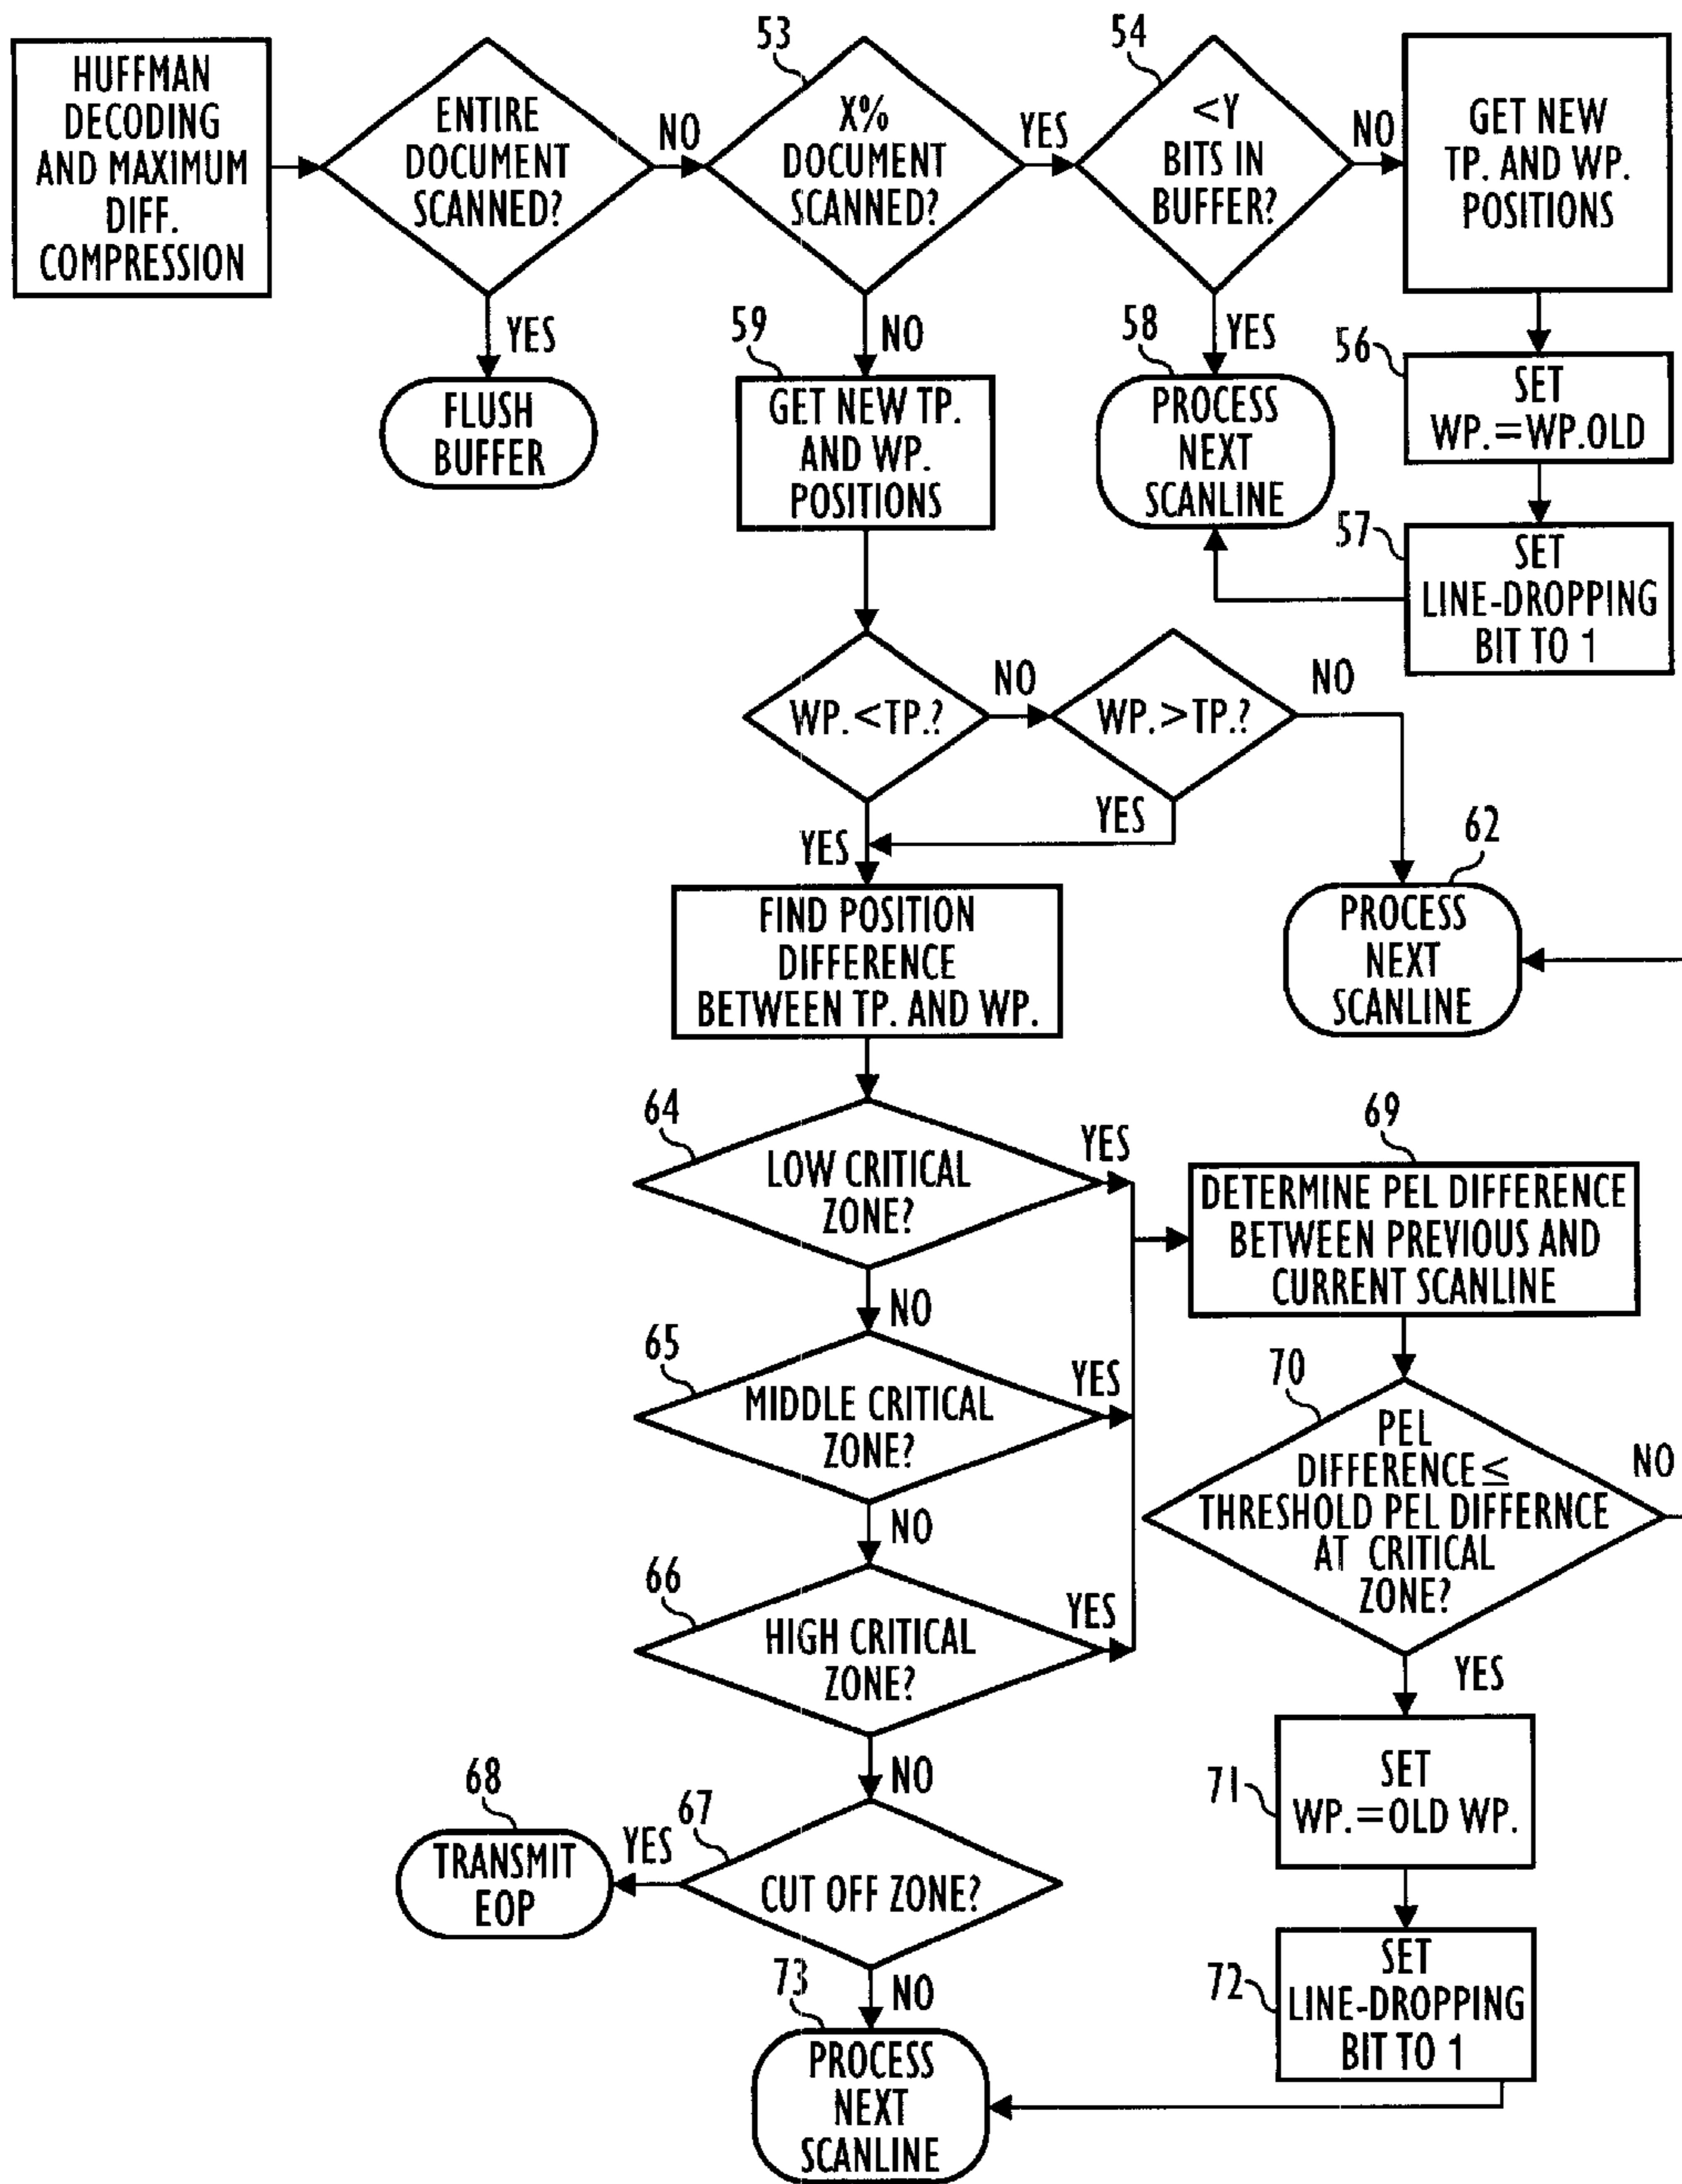 HUFFMAN
DECODING
AND MAXIMUM
DIFF.
COMPRESSION
ENTIRE
DOCUMENT
SCANNED?
NO
YES
FLUSH
BUFFER
53
X%
DOCUMENT
SCANNED?
YES
NO
54
<Y
BITS IN
BUFFER?
NO
YES
GET NEW
TP. AND WP.
POSITIONS
56
SET
WP.=WP.OLD
57
SET
LINE-DROPPING
BIT TO 1
58
PROCESS
NEXT
SCANLINE
59
GET NEW TP.
AND WP.
POSITIONS
WP.<TP.?
NO
YES
WP.>TP.?
NO
YES
62
PROCESS
NEXT
SCANLINE
FIND POSITION
DIFFERENCE
BETWEEN TP. AND WP.
64
LOW CRITICAL
ZONE?
YES
NO
65
MIDDLE CRITICAL
ZONE?
YES
NO
66
HIGH CRITICAL
ZONE?
YES
NO
67
CUT OFF ZONE?
YES
NO
68
TRANSMIT
EOP
69
DETERMINE PEL DIFFERENCE
BETWEEN PREVIOUS AND
CURRENT SCANLINE
70
PEL
DIFFERENCE≤
THRESHOLD PEL DIFFERNCE
AT CRITICAL
ZONE?
NO
YES
71
SET
WP.=OLD WP.
72
SET
LINE-DROPPING
BIT TO 1
73
PROCESS
NEXT
SCANLINE